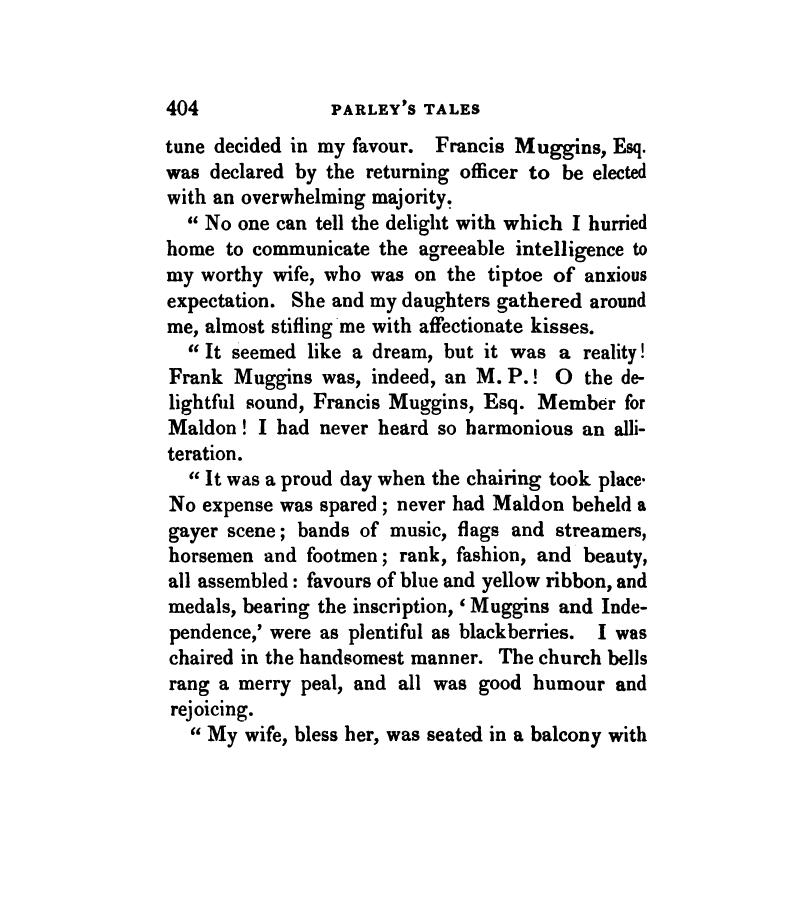 404 PARLEY'S TALES
tune decided in my favour. Francis Muggins, Esq.
was declared by the returning officer to be elected
with an overwhelming majority.
“ No one can tell the delight with which I hurried
home to communicate the agreeable intelligence to
my worthy wife, who was on the tiptoe of anxious
expectation. She and my daughters gathered around
me, almost stifling me with affectionate kisses.
“ It seemed like a dream, but it was a reality!
Frank Muggins was, indeed, an M. P.! O the de-
lightful sound, Francis Muggins, Esq. Member for
Maldon! I had never heard so harmonious an alli-
teration.
“ It was a proud day when the chairing took place·
No expense was spared; never had Maldon beheld a
gayer scene; bands of music, flags and streamers,
horsemen and footmen; rank, fashion, and beauty,
all assembled: favours of blue and yellow ribbon, and
medals, bearing the inscription, ‘ Muggins and Inde-
pendence,’ were as plentiful as blackberries. I was
chaired in the handsomest manner. The church bells
rang a merry peal, and all was good humour and
rejoicing.
“ My wife, bless her, was seated in a balcony with